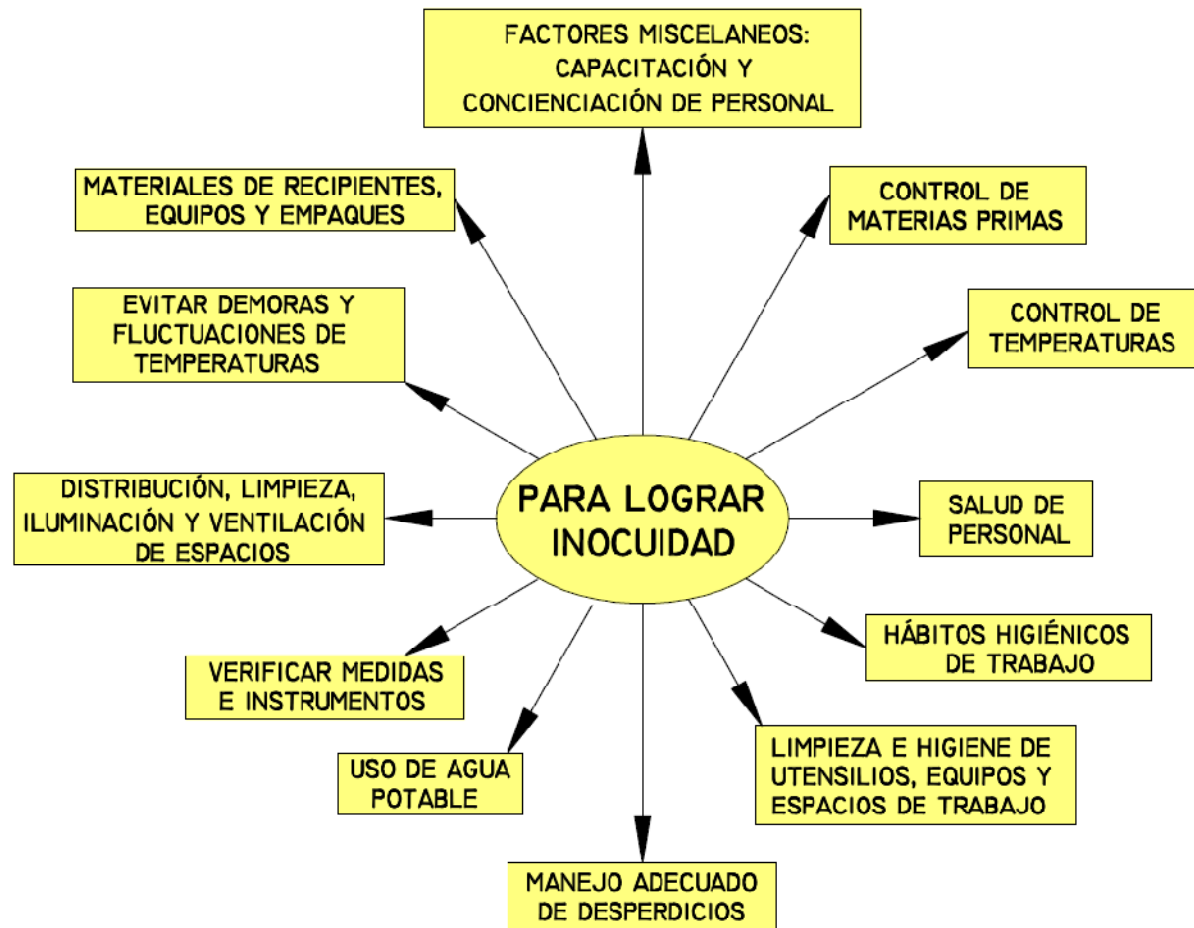 FACTORES MISCELANEOS:
CAPACITACIÓN Y
CONCIENCIACIÓN DE PERSONAL
MATERIALES DE RECIPIENTES,
EQUIPOS Y EMPAQUES
CONTROL DE
MATERIAS PRIMAS
EVITAR DEMORAS Y
FLUCTUACIONES DE
TEMPERATURAS
CONTROL DE
TEMPERATURAS
PARA LOGRAR
INOCUIDAD
DISTRIBUCIÓN, LIMPIEZA,
ILUMINACIÓN Y VENTILACIÓN
DE ESPACIOS
SALUD DE
PERSONAL
HÁBITOS HIGIÉNICOS
DE TRABAJO
VERIFICAR MEDIDAS
E INSTRUMENTOS
USO DE AGUA
POTABLE
LIMPIEZA E HIGIENE DE
UTENSILIOS, EQUIPOS Y
ESPACIOS DE TRABAJO
MANEJO ADECUADO
DE DESPERDICIOS